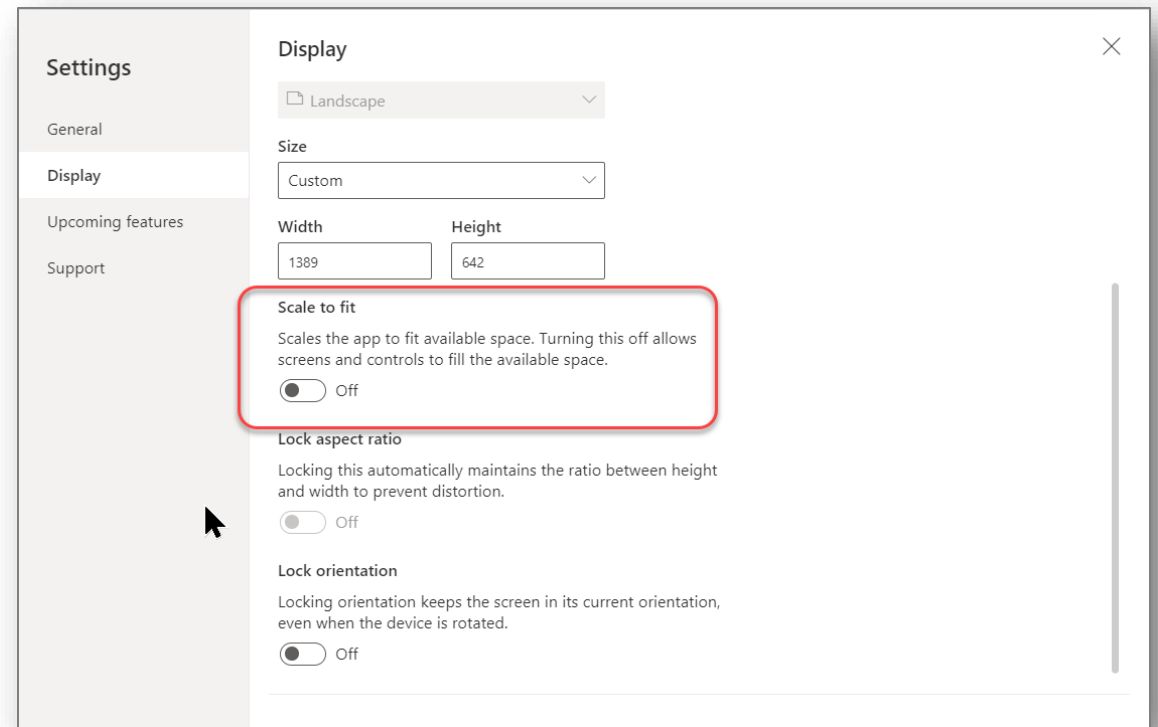 Settings
General
Display
Upcoming features
Support
Display
Landscape
Size
Custom
Width Height
1389 642
Scale to fit
Scales the app to fit available space. Turning this off allows
screens and controls to fill the available space.
Off
Lock aspect ratio
Locking this automatically maintains the ratio between height
and width to prevent distortion.
Off
Lock orientation
Locking orientation keeps the screen in its current orientation,
even when the device is rotated.
Off